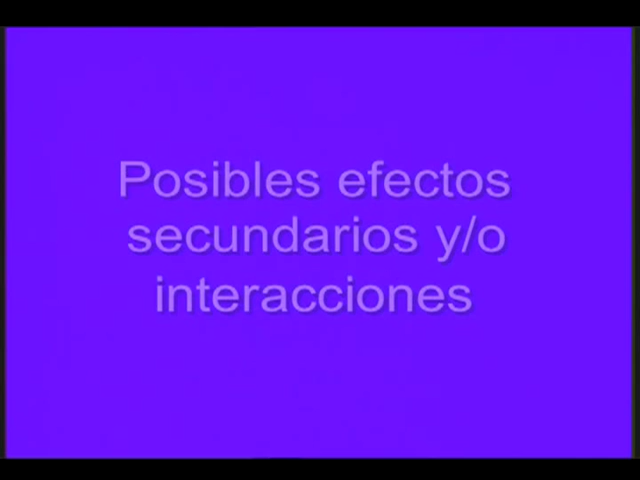 Posibles efectos
secundarios y/o
interacciones